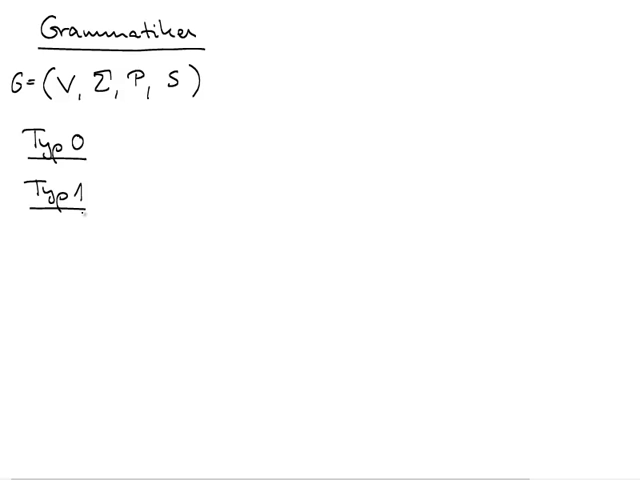 Grammatiken
G = (V, Σ, P, S)
Typ 0
Typ 1